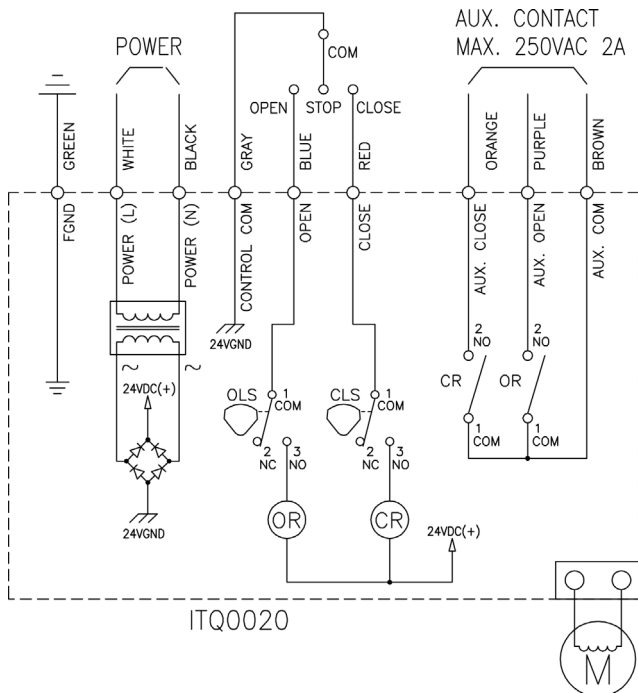 AUX. CONTACT
MAX. 250VAC 2A
POWER
COM
OPEN
STOP
CLOSE
GREEN
WHITE
BLACK
GRAY
BLUE
RED
ORANGE
PURPLE
BROWN
FGND
POWER (L)
POWER (N)
CONTROL COM
OPEN
CLOSE
AUX. CLOSE
AUX. OPEN
AUX. COM
24VGND
~
~
24VDC(+)
24VGND
OLS
1
COM
2
NC
3
NO
OR
CLS
1
COM
2
NC
3
NO
CR
24VDC(+)
2
NO
CR
1
COM
2
NO
OR
1
COM
ITQ0020
M